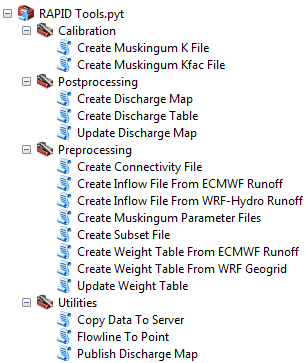 RAPID Tools.pyt
Calibration
Create Muskingum K File
Create Muskingum Kfac File
Postprocessing
Create Discharge Map
Create Discharge Table
Update Discharge Map
Preprocessing
Create Connectivity File
Create Inflow File From ECMWF Runoff
Create Inflow File From WRF-Hydro Runoff
Create Muskingum Parameter Files
Create Subset File
Create Weight Table From ECMWF Runoff
Create Weight Table From WRF Geogrid
Update Weight Table
Utilities
Copy Data To Server
Flowline To Point
Publish Discharge Map